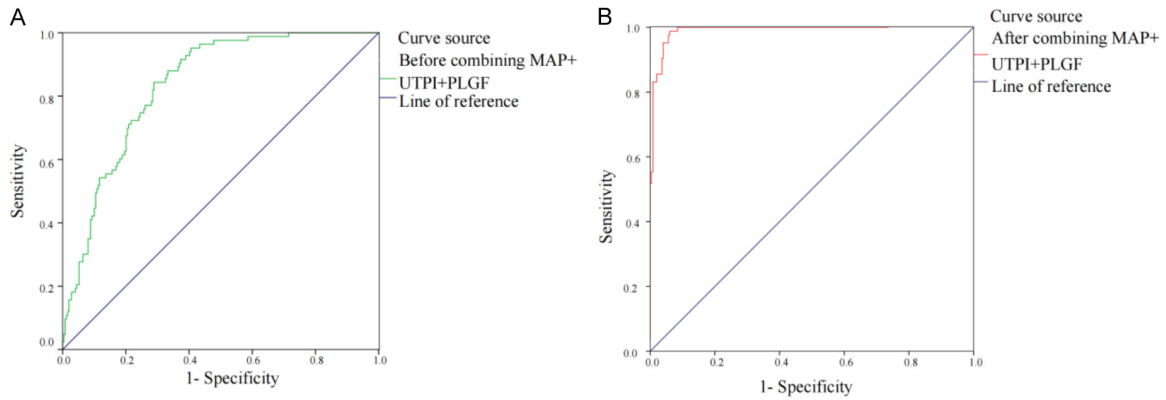 A
1.0
0.8
0.6
0.4
0.2
0.0
Sensitivity
0.0
0.2
0.4
0.6
0.8
1.0
1- Specificity
Curve source
Before combining MAP+
UTPI+PLGF
Line of reference
B
1.0
0.8
0.6
0.4
0.2
0.0
Sensitivity
0.0
0.2
0.4
0.6
0.8
1.0
1- Specificity
Curve source
After combining MAP+
UTPI+PLGF
Line of reference